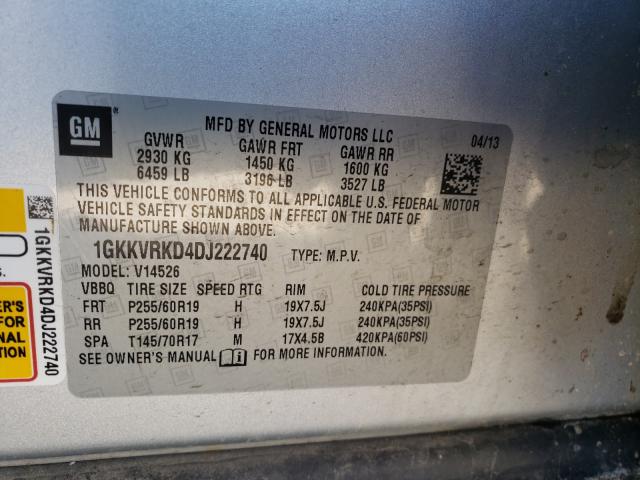 GM
MFD BY GENERAL MOTORS LLC
04/13
GVWR GAWR FRT GAWR RR
2930 KG 1450 KG 1600 KG
6459 LB 3196 LB 3527 LB
THIS VEHICLE CONFORMS TO ALL APPLICABLE U.S. FEDERAL MOTOR
VEHICLE SAFETY STANDARDS IN EFFECT ON THE DATE OF
MANUFACTURE SHOWN ABOVE.
1GKKVRKD4DJ222740 TYPE: M.P.V.
MODEL: V14526
VBBQ TIRE SIZE SPEED RTG RIM COLD TIRE PRESSURE
FRT P255/60R19 H 19X7.5J 240KPA(35PSI)
RR P255/60R19 H 19X7.5J 240KPA(35PSI)
SPA T145/70R17 M 17X4.5B 420KPA(60PSI)
SEE OWNER'S MANUAL FOR MORE INFORMATION.
1GKKVRKD4DJ222740
ER'S
FOR
NAL
TION